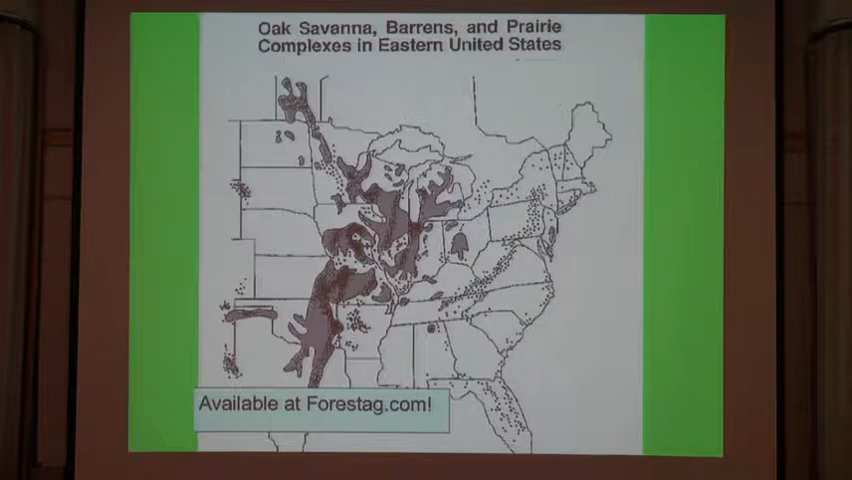 Oak Savanna, Barrens, and Prairie
Complexes in Eastern United States
Available at Forestag.com!